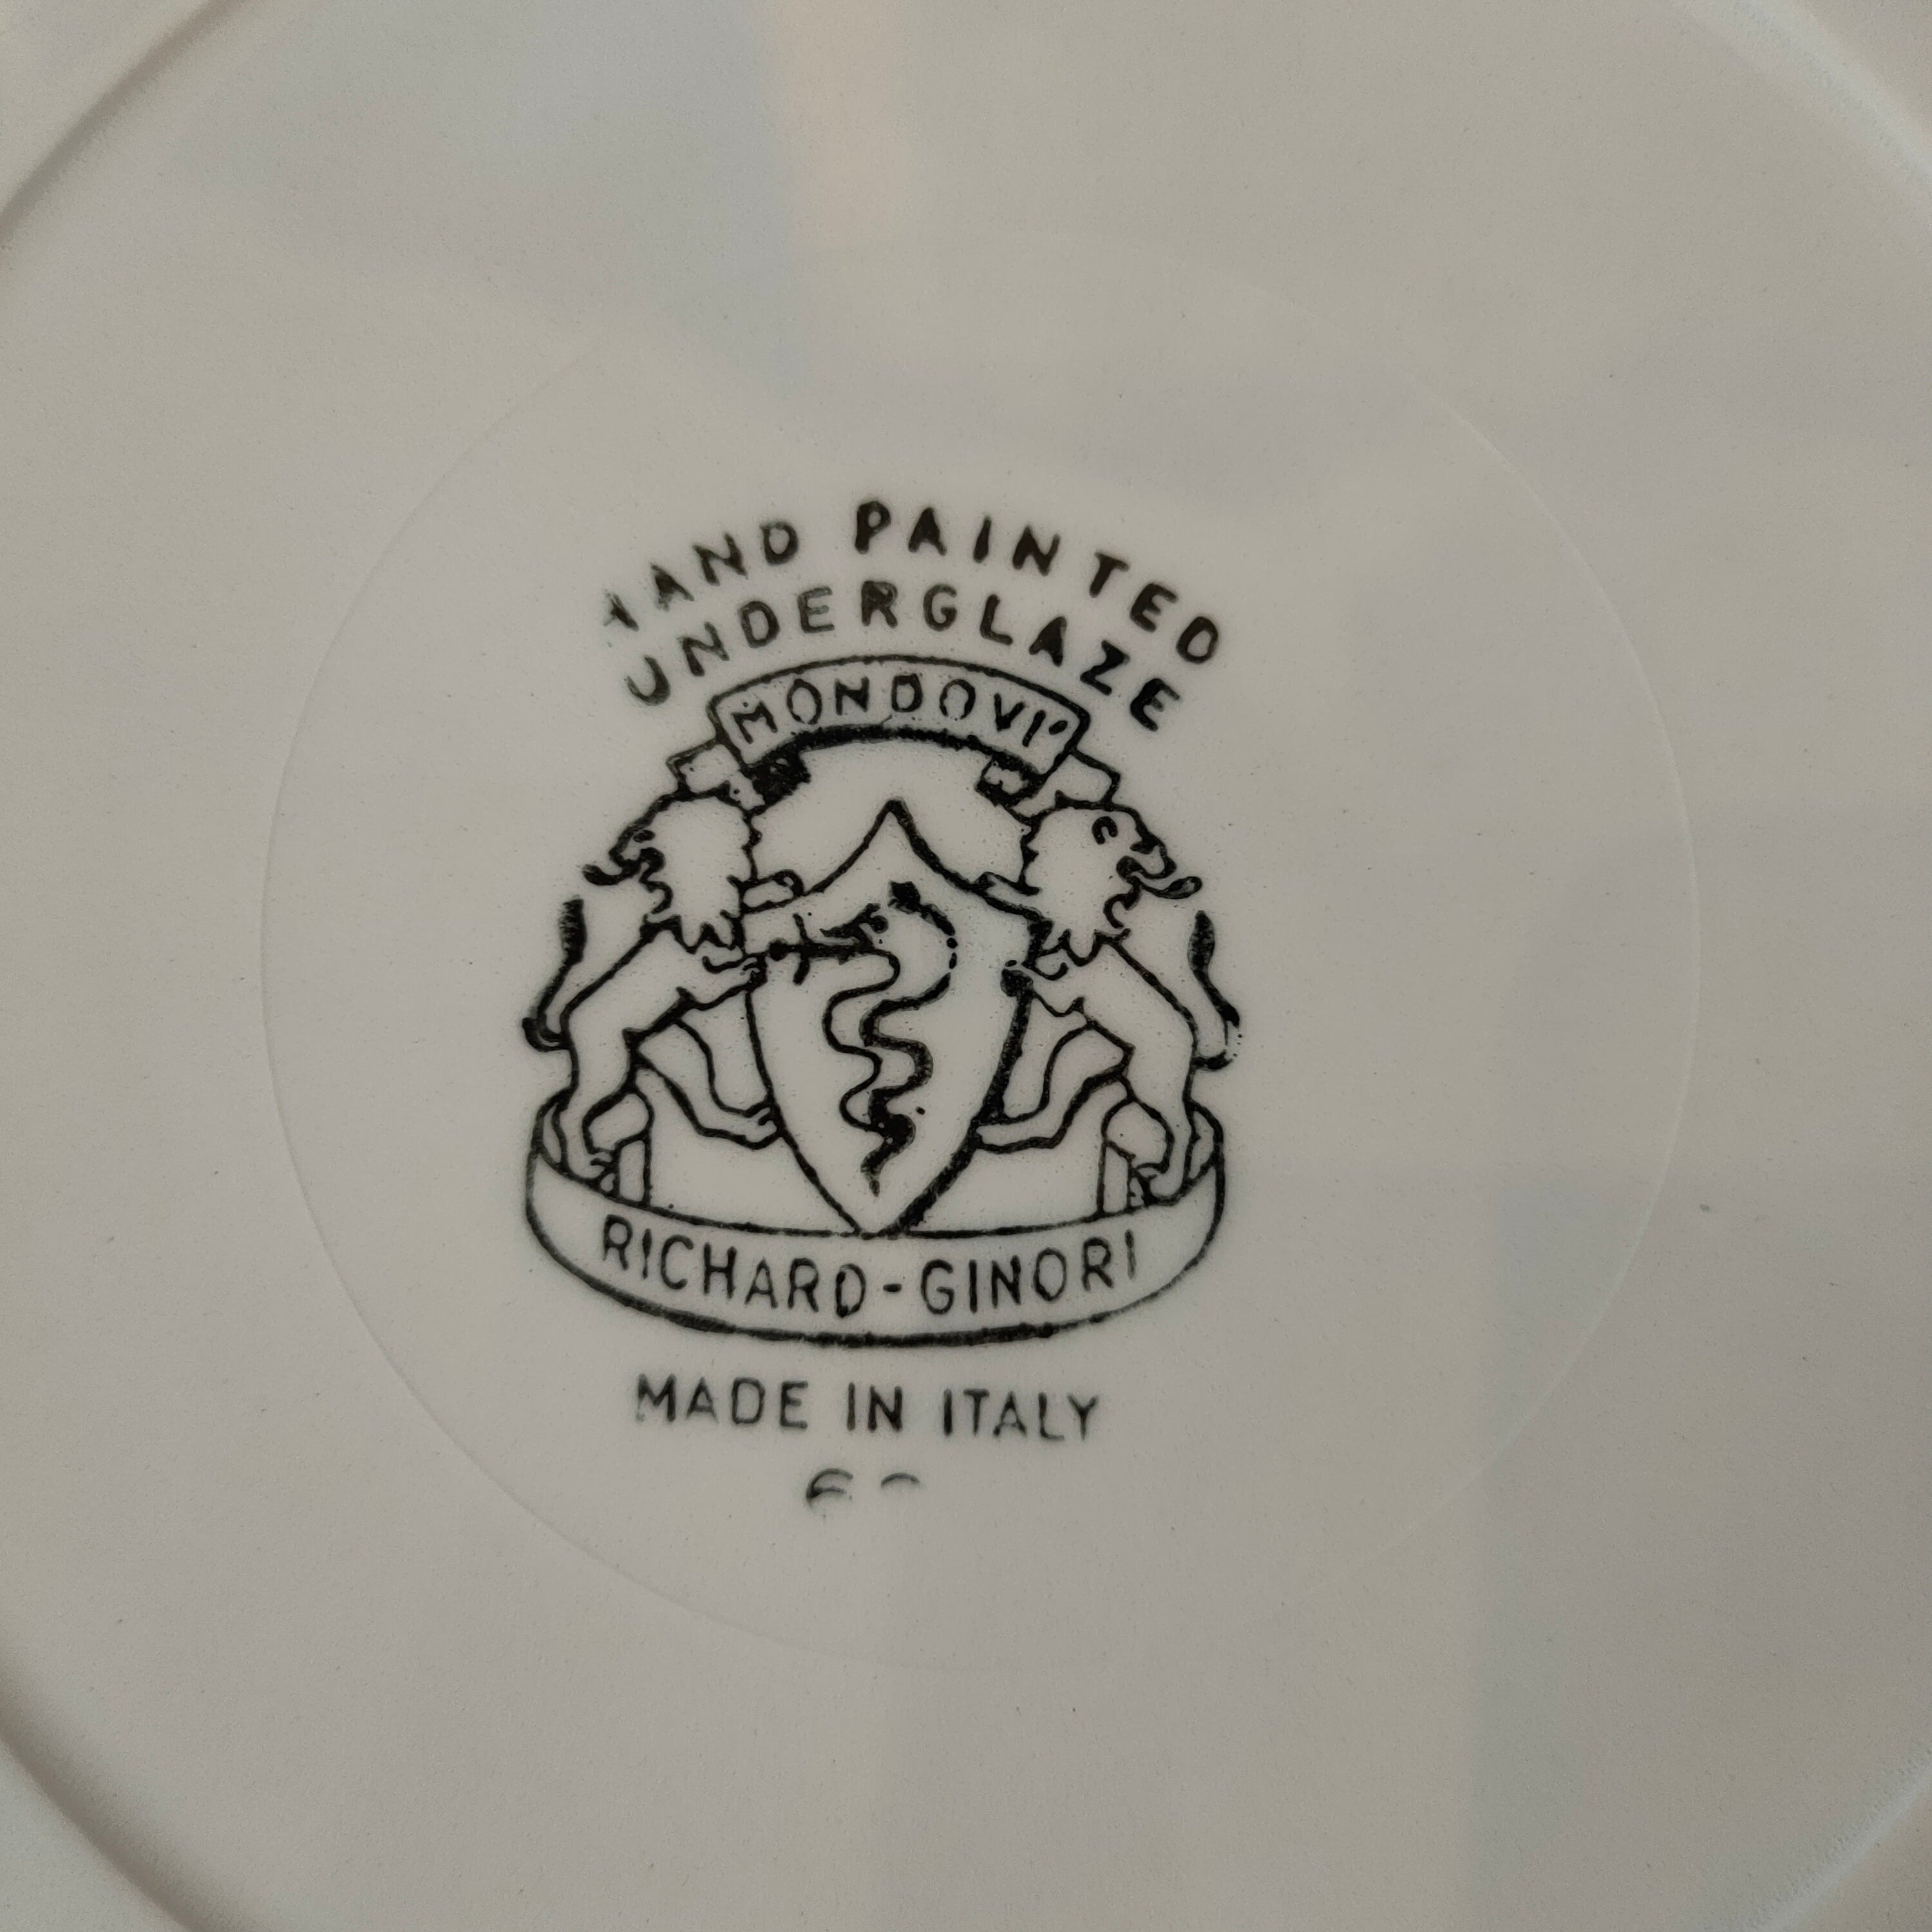 HAND PAINTED
UNDERGLAZE
MONDOVI'
RICHARD-GINORI
MADE IN ITALY